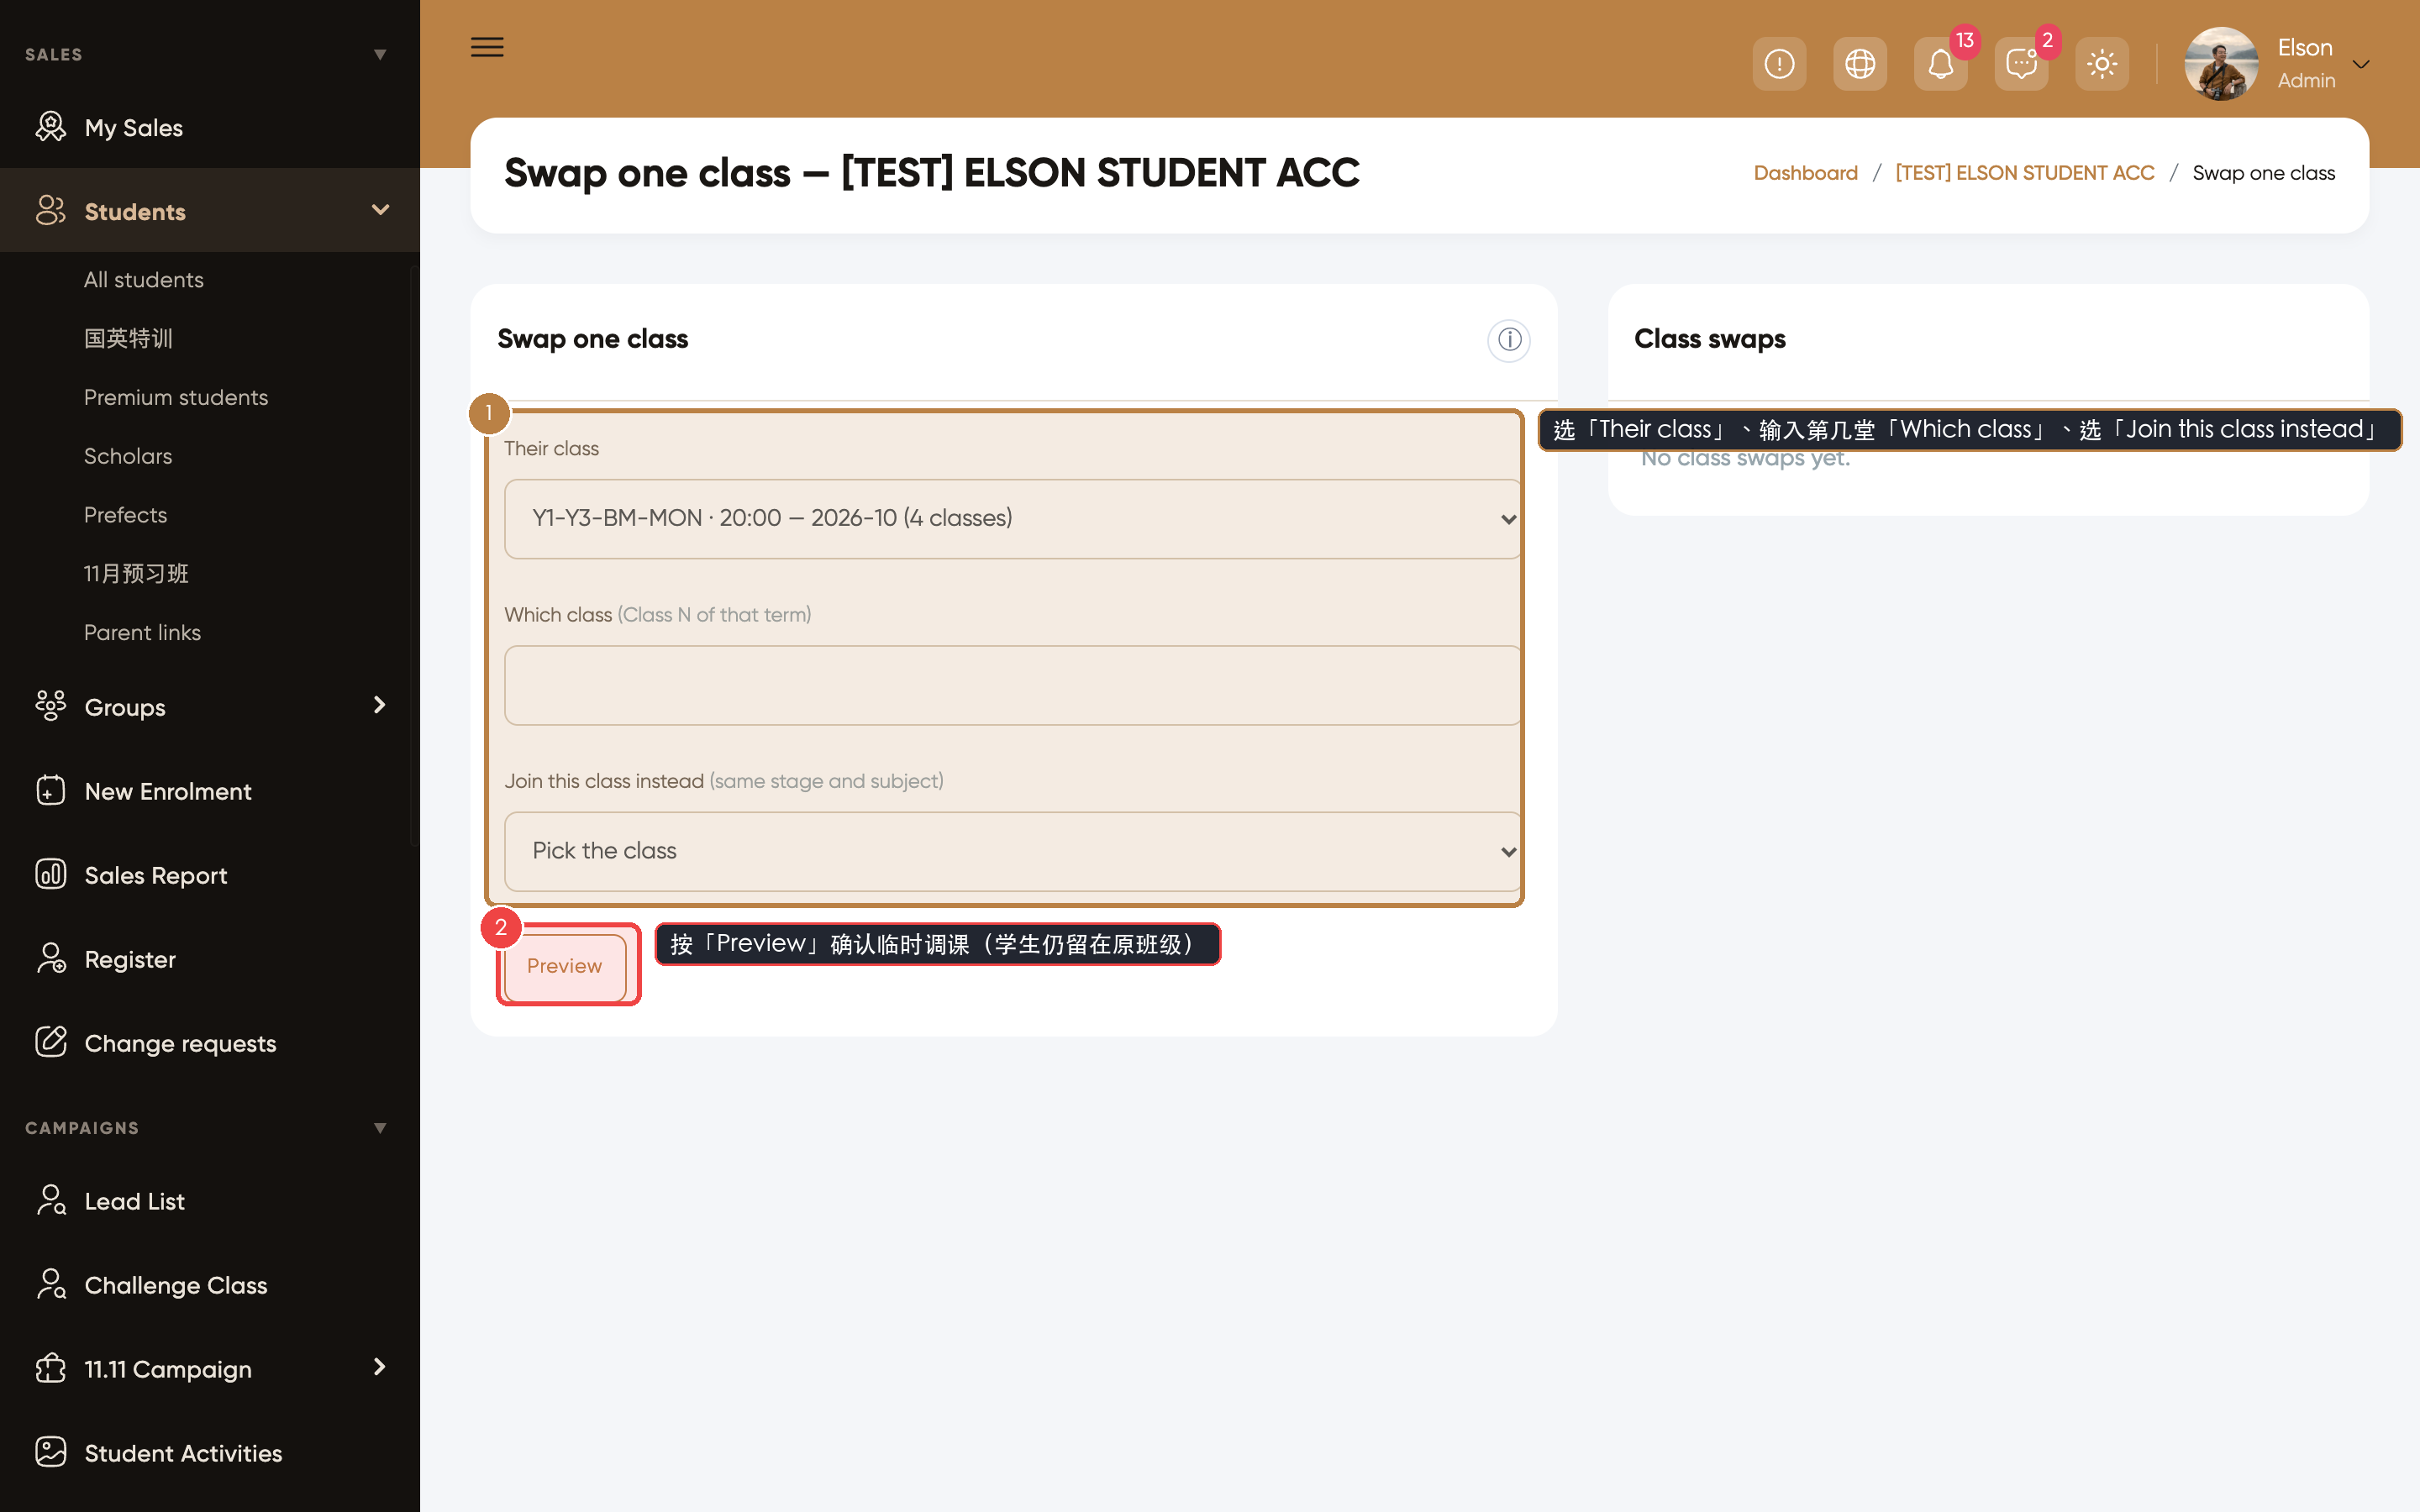 SALES
My Sales
Students
All students
国英特训
Premium students
Scholars
Prefects
11月预习班
Parent links
Groups
New Enrolment
Sales Report
Register
Change requests
CAMPAIGNS
Lead List
Challenge Class
11.11 Campaign
Student Activities
13
2
Elson
Admin
Swap one class — [TEST] ELSON STUDENT ACC
Dashboard / [TEST] ELSON STUDENT ACC / Swap one class
Swap one class
1
Their class
Y1-Y3-BM-MON · 20:00 — 2026-10 (4 classes)
Which class (Class N of that term)
Join this class instead (same stage and subject)
Pick the class
2
Preview
按「Preview」确认临时调课（学生仍留在原班级）
Class swaps
选「Their class」、输入第几堂「Which class」、选「Join this class instead」
No class swaps yet.